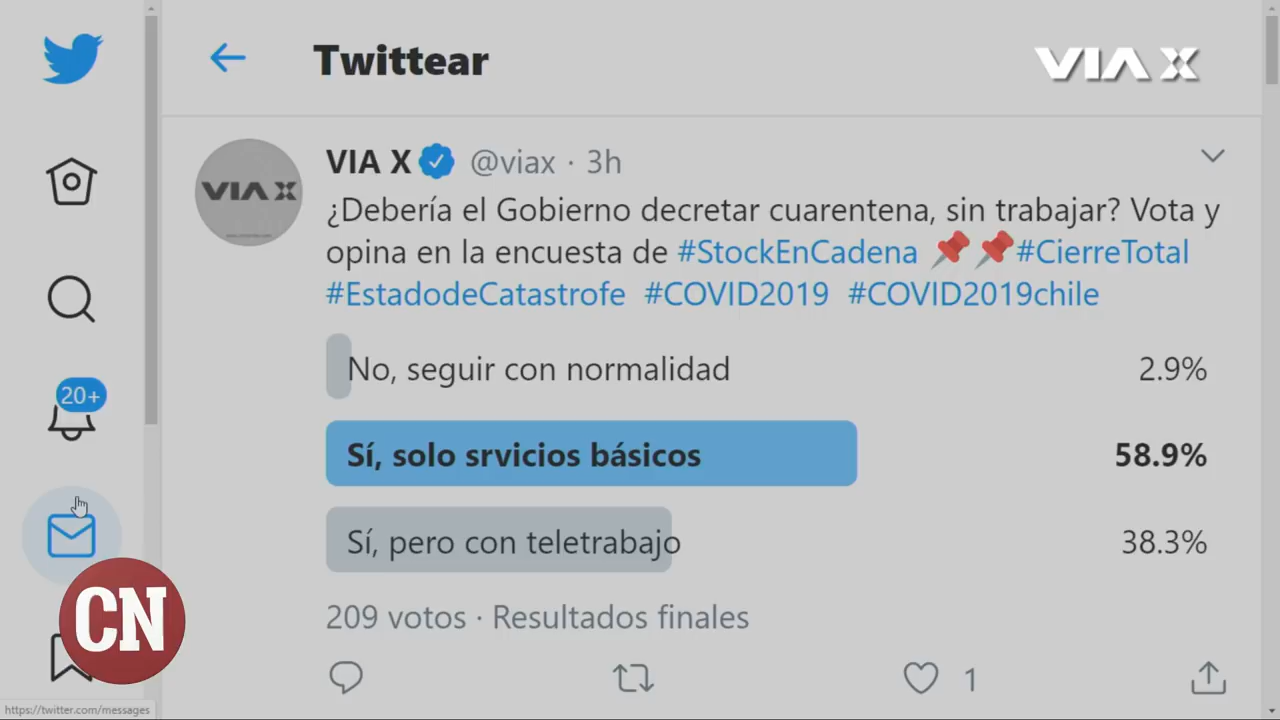 Twittear
VIA X
VIA X @viax · 3h
¿Debería el Gobierno decretar cuarentena, sin trabajar? Vota y
opina en la encuesta de #StockEnCadena 📌📌#CierreTotal
#EstadodeCatastrofe #COVID2019 #COVID2019chile
VIA X
No, seguir con normalidad 2.9%
Sí, solo srvicios básicos 58.9%
Sí, pero con teletrabajo 38.3%
209 votos · Resultados finales
1
20+
CN
https://twitter.com/messages